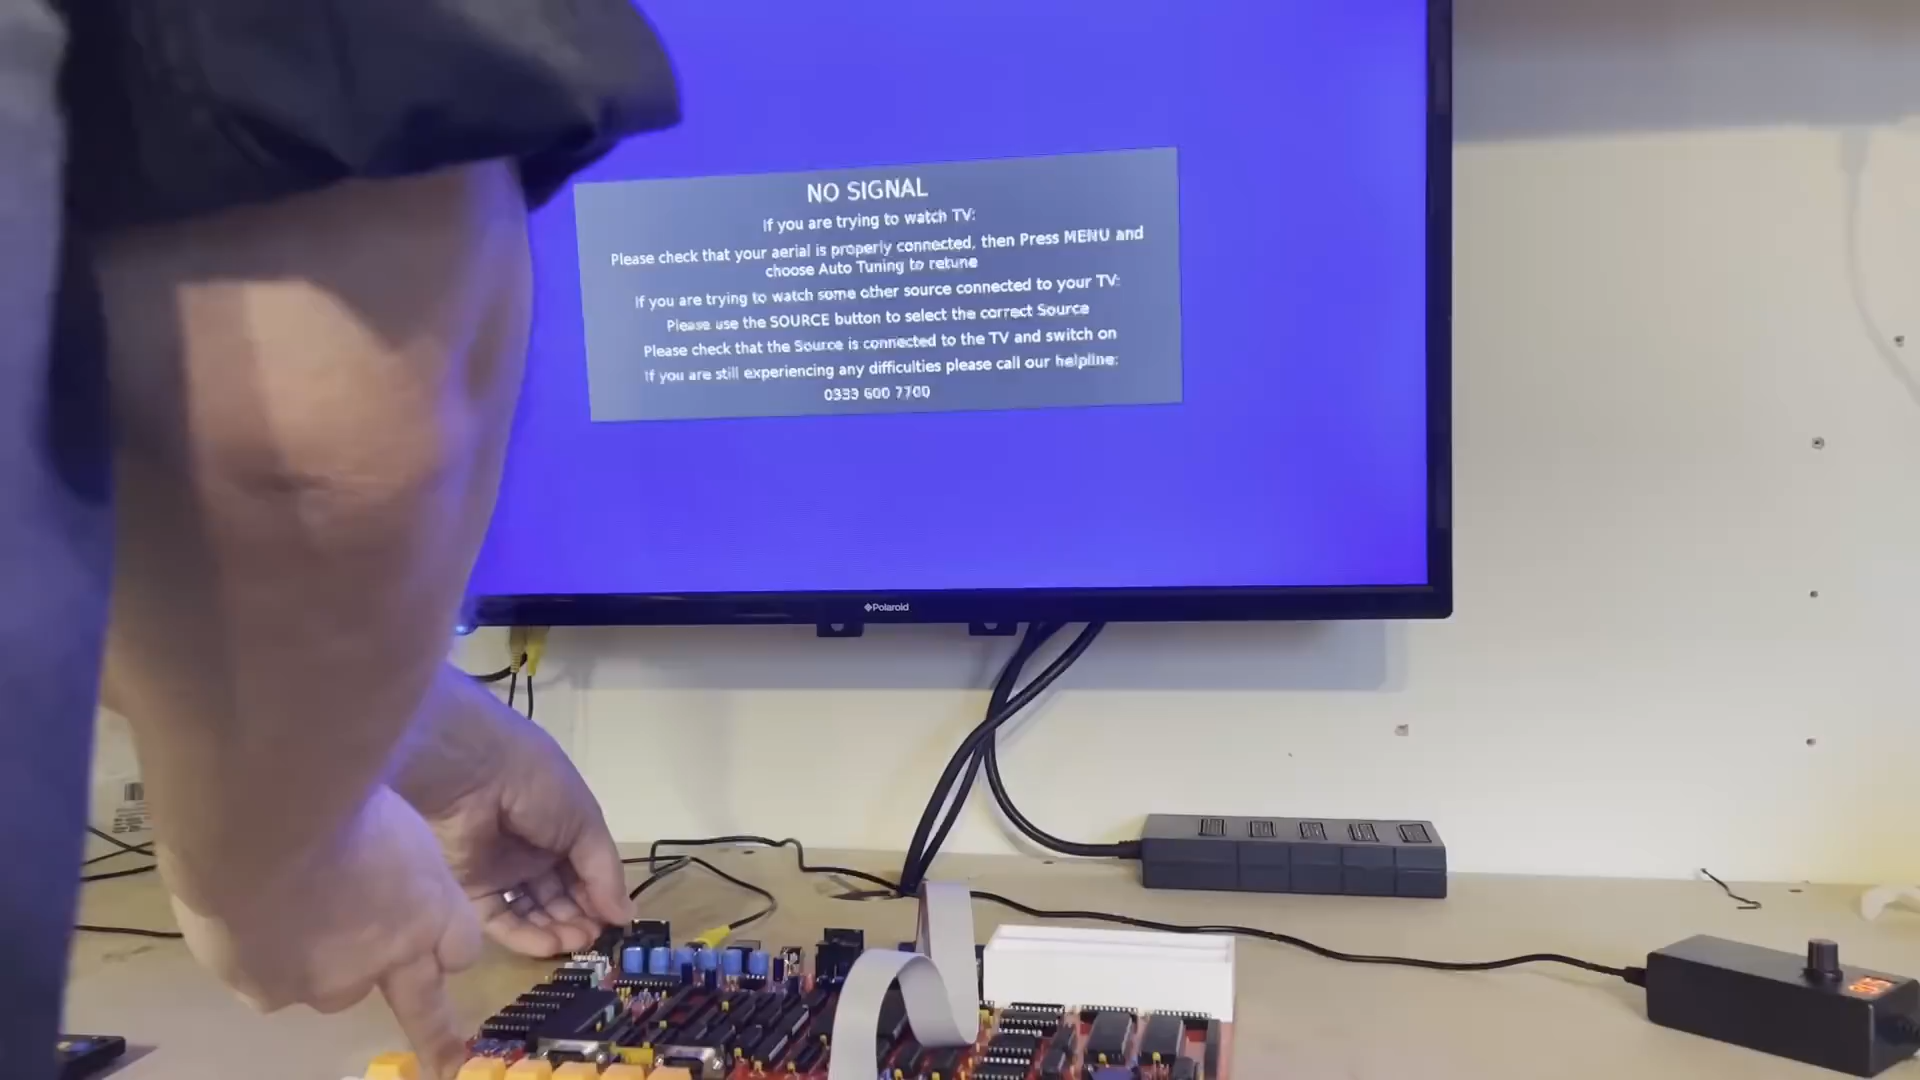 NO SIGNAL
If you are trying to watch TV:
Please check that your aerial is properly connected, then Press MENU and
choose Auto Tuning to retune
If you are trying to watch some other source connected to your TV:
Please use the SOURCE button to select the correct Source
Please check that the Source is connected to the TV and switch on
If you are still experiencing any difficulties please call our helpline:
0333 600 7700
Polaroid